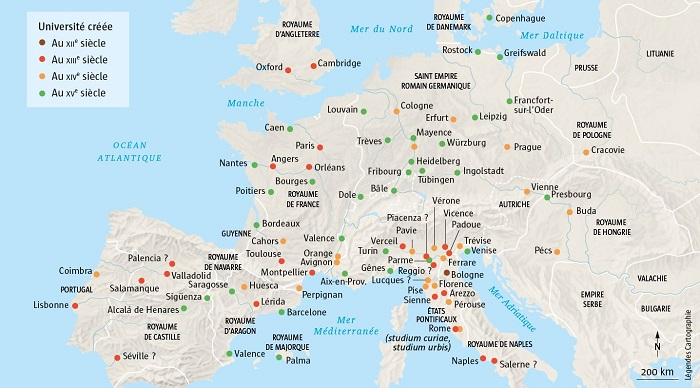 Université créée
Au XIIe siècle
Au XIIIe siècle
Au XIVe siècle
Au XVe siècle
ROYAUME
D'ANGLETERRE
Mer du Nord
ROYAUME
DE DANEMARK
Copenhague
Mer Baltique
LITUANIE
Rostock
Greifswald
PRUSSE
Oxford
Cambridge
SAINT EMPIRE
ROMAIN GERMANIQUE
Manche
Louvain
Cologne
Erfurt
Leipzig
Francfort-
sur-l'Oder
ROYAUME
DE POLOGNE
Caen
Paris
Trèves
Mayence
Würzburg
Prague
Cracovie
OCÉAN
ATLANTIQUE
Nantes
Angers
Orléans
Heidelberg
Fribourg
Tübingen
Ingolstadt
Bourges
Poitiers
ROYAUME
DE FRANCE
Dole
Bâle
Vienne
AUTRICHE
Presbourg
Buda
ROYAUME
DE HONGRIE
Vérone
Vicence
Padoue
Piacenza ?
Pavie
Bordeaux
GUYENNE
Cahors
Valence
Verceil
Turin
Trévise
Venise
Pécs
Palencia ?
ROYAUME
DE NAVARRE
Toulouse
Orange
Avignon
Parme
Reggio ?
Ferrare
Bologne
Coimbra
Valladolid
Montpellier
Aix-en-Prov.
Gênes
Lucques ?
Florence
VALACHIE
PORTUGAL
Salamanque
Saragosse
Huesca
Perpignan
Pise
Sienne
Arezzo
Pérouse
Mer Adriatique
EMPIRE
SERBE
BULGARIE
Lisbonne
Sigüenza
Alcalá de Henares
Lérida
Barcelone
ROYAUME
DE CASTILLE
ROYAUME
D'ARAGON
Mer
Méditerranée
ROYAUME DE
MAJORQUE
ÉTATS
PONTIFICAUX
Rome
(studium curiae,
studium urbis)
ROYAUME DE NAPLES
Séville ?
Valence
Palma
Naples
Salerne ?
N
200 km
Légendes Cartographie